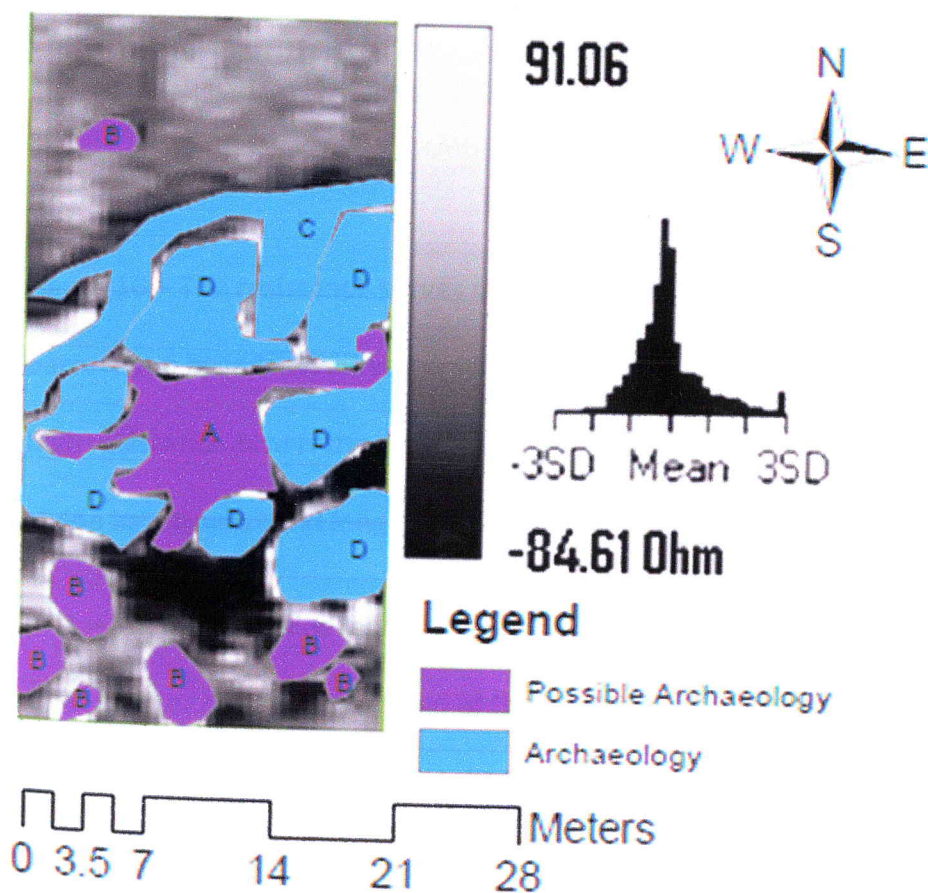 91.06
N
W E
S
B
C
D D
A
D
D D
D
B
B
B
B
B
B
-3SD Mean 3SD
-84.61 Ohm
Legend
Possible Archaeology
Archaeology
Meters
0 3.5 7 14 21 28